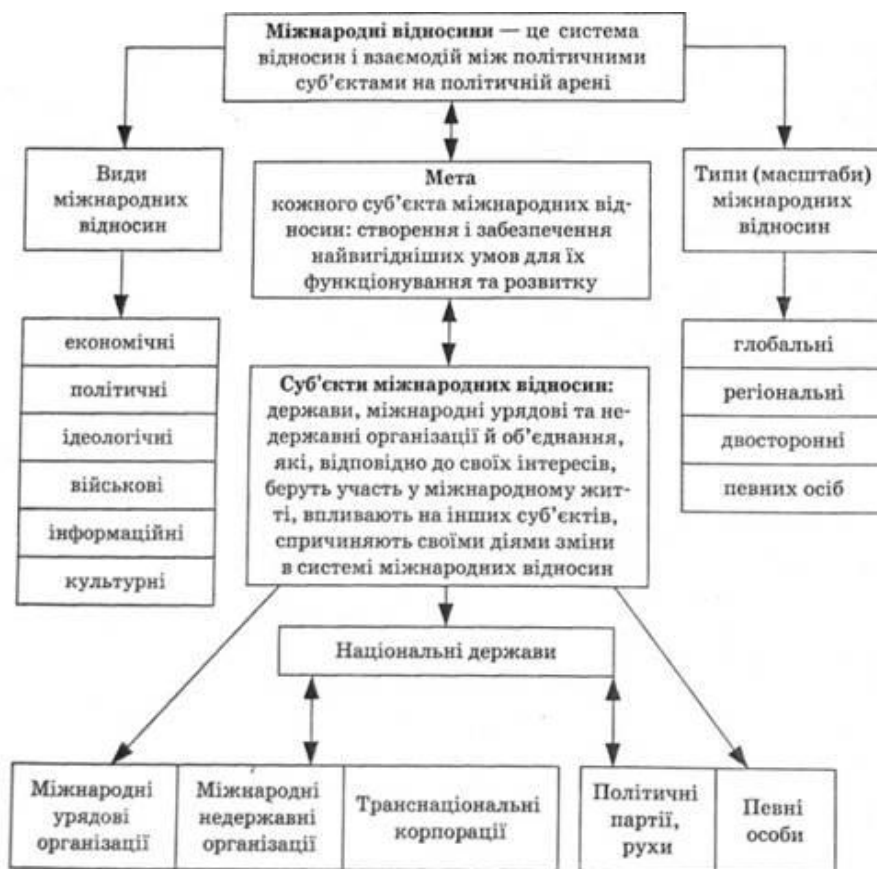 Міжнародні відносини — це система
відносин і взаємодій між політичними
суб'єктами на політичній арені
Види
міжнародних
відносин
Мета
кожного суб'єкта міжнародних від-
носин: створення і забезпечення
найвигідніших умов для їх
функціонування та розвитку
Типи (масштаби)
міжнародних
відносин
економічні
політичні
ідеологічні
військові
інформаційні
культурні
Суб'єкти міжнародних відносин:
держави, міжнародні урядові та не-
державні організації й об'єднання,
які, відповідно до своїх інтересів,
беруть участь у міжнародному жит-
ті, впливають на інших суб'єктів,
спричиняють своїми діями зміни
в системі міжнародних відносин
глобальні
регіональні
двосторонні
певних осіб
Національні держави
Міжнародні
урядові
організації
Міжнародні
недержавні
організації
Транснаціональні
корпорації
Політичні
партії,
рухи
Певні
особи